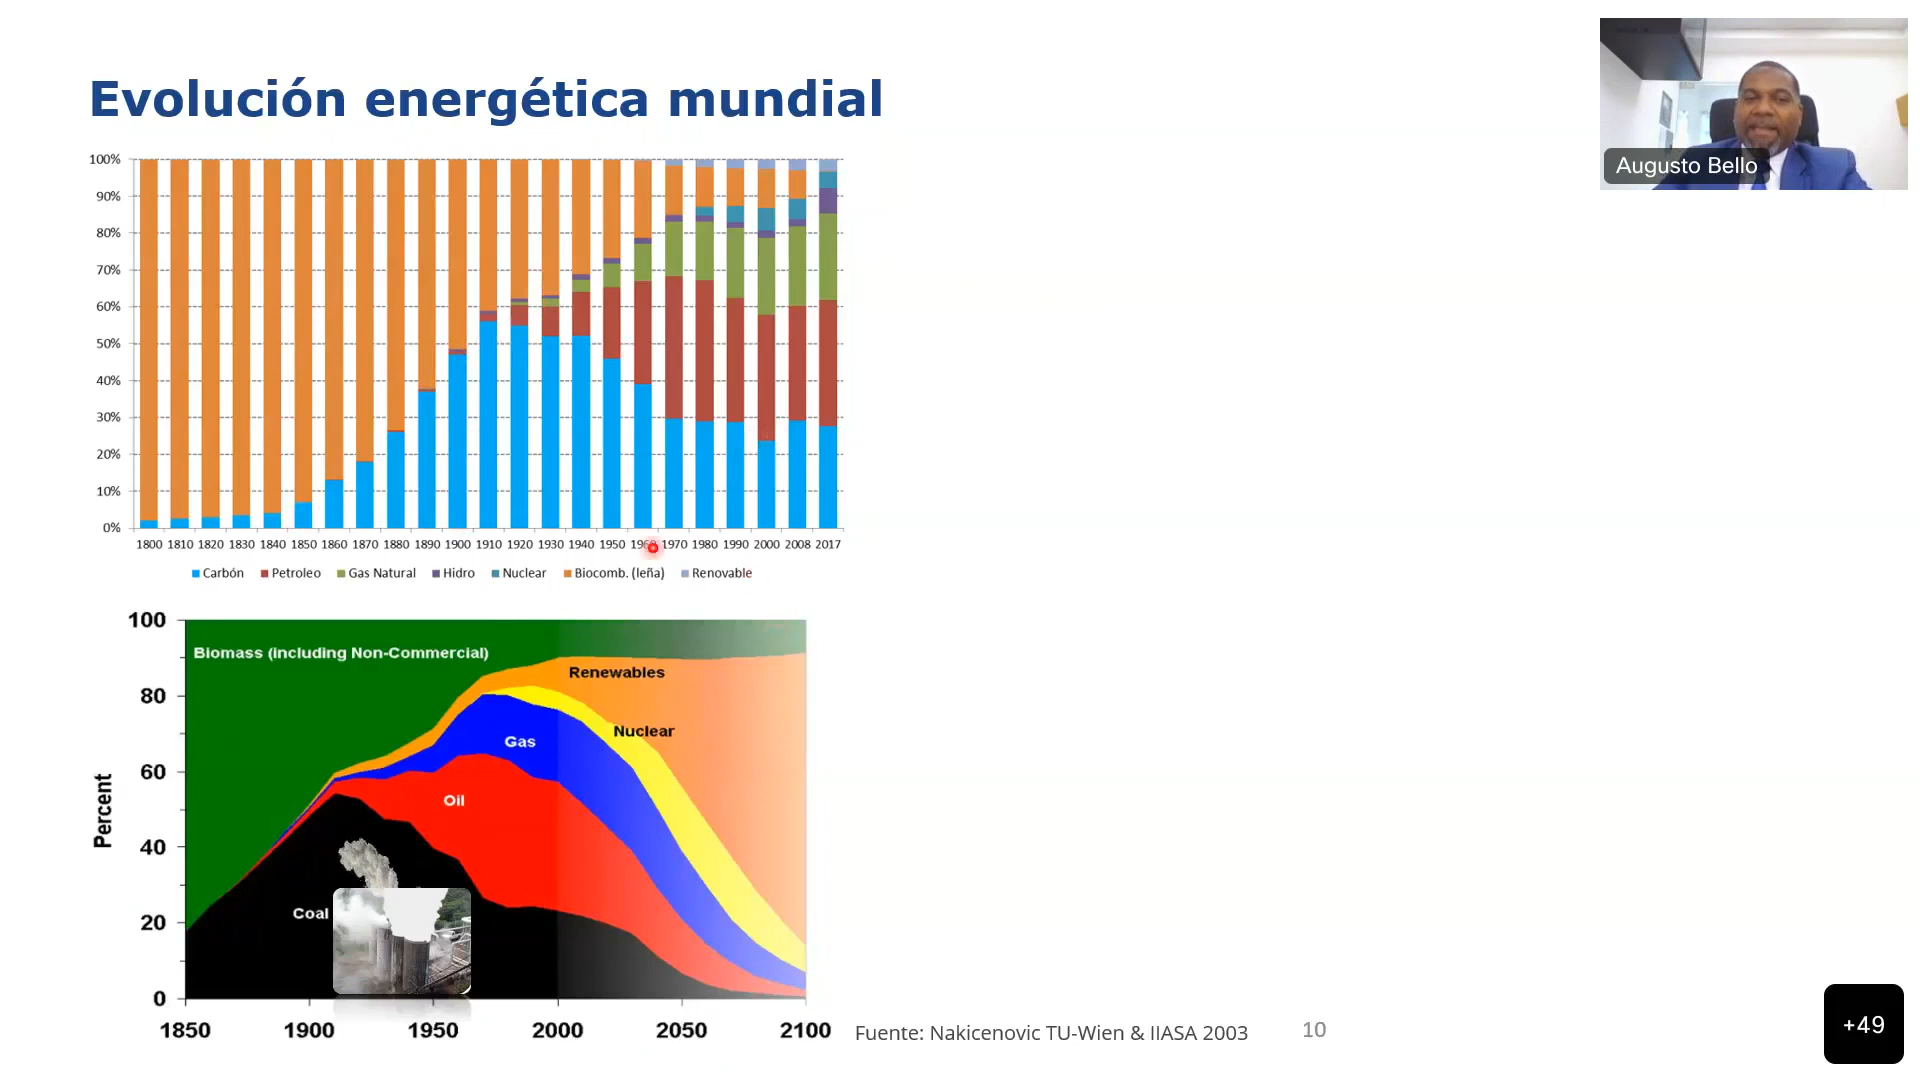 Evolución energética mundial
Augusto Bello
100%
90%
80%
70%
60%
50%
40%
30%
20%
10%
0%
1800 1810 1820 1830 1840 1850 1860 1870 1880 1890 1900 1910 1920 1930 1940 1950 1960 1970 1980 1990 2000 2008 2017
Carbón Petroleo Gas Natural Hidro Nuclear Biocomb. (leña) Renovable
100
80
60
40
20
0
Percent
Biomass (including Non-Commercial)
Renewables
Nuclear
Gas
Oil
Coal
1850 1900 1950 2000 2050 2100
Fuente: Nakicenovic TU-Wien & IIASA 2003
10
+49